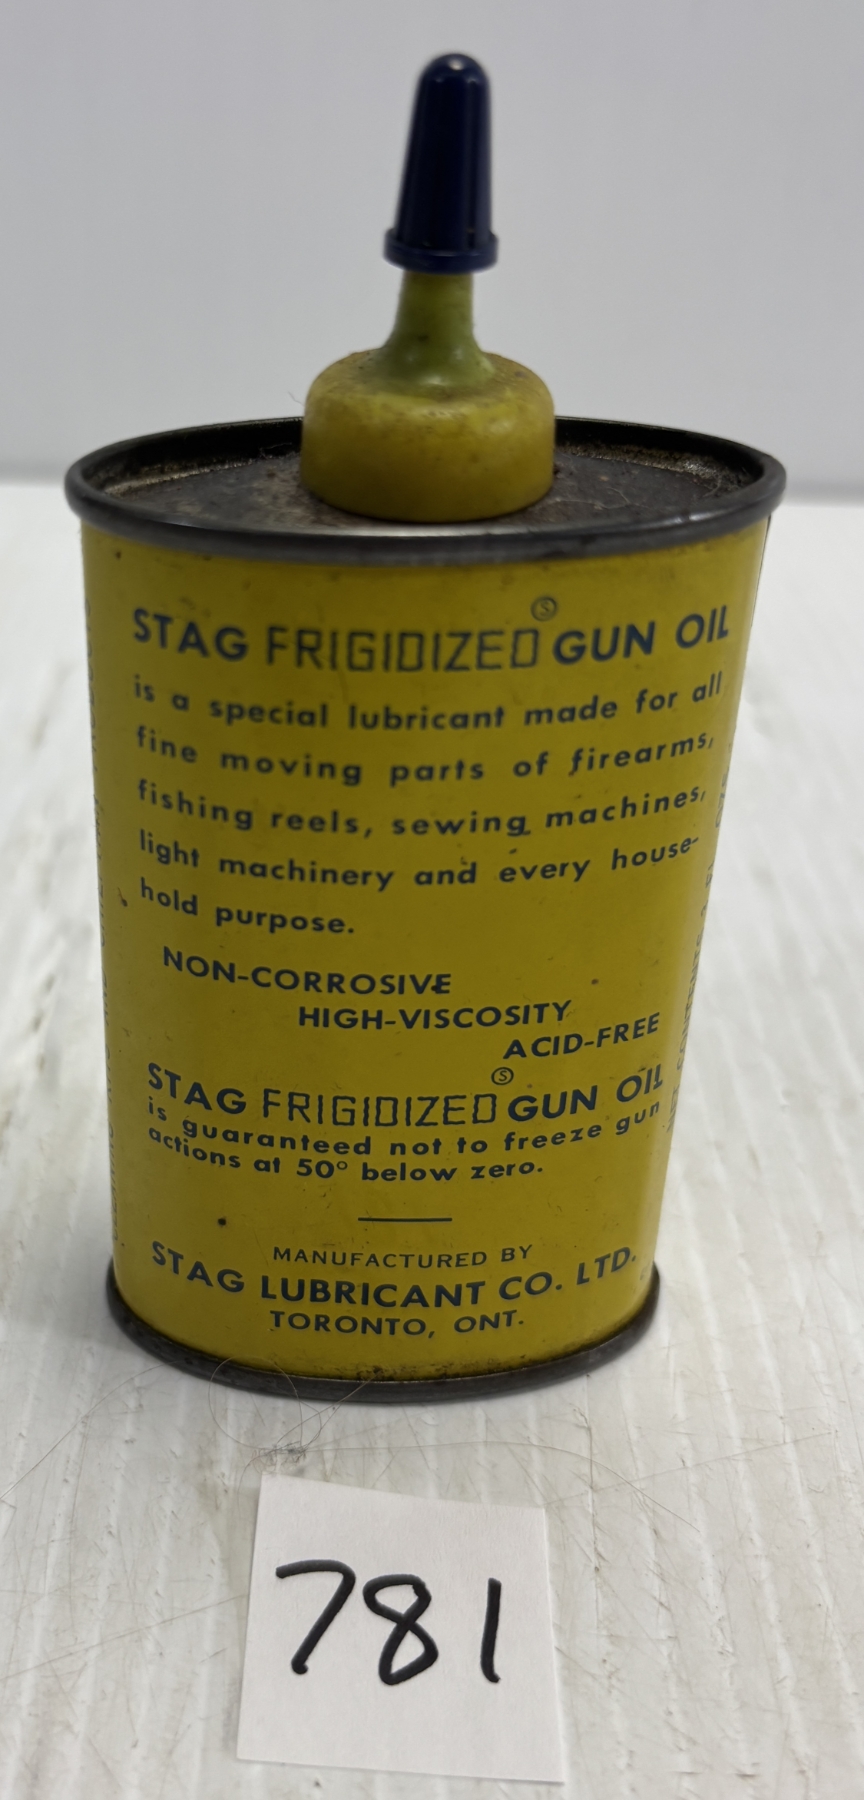 STAG FRIGIDIZED Ⓢ GUN OIL
is a special lubricant made for all
fine moving parts of firearms,
fishing reels, sewing machines,
light machinery and every house-
hold purpose.
NON-CORROSIVE
HIGH-VISCOSITY
ACID-FREE
STAG FRIGIDIZED Ⓢ GUN OIL
is guaranteed not to freeze gun
actions at 50° below zero.
MANUFACTURED BY
STAG LUBRICANT CO. LTD.
TORONTO, ONT.
781